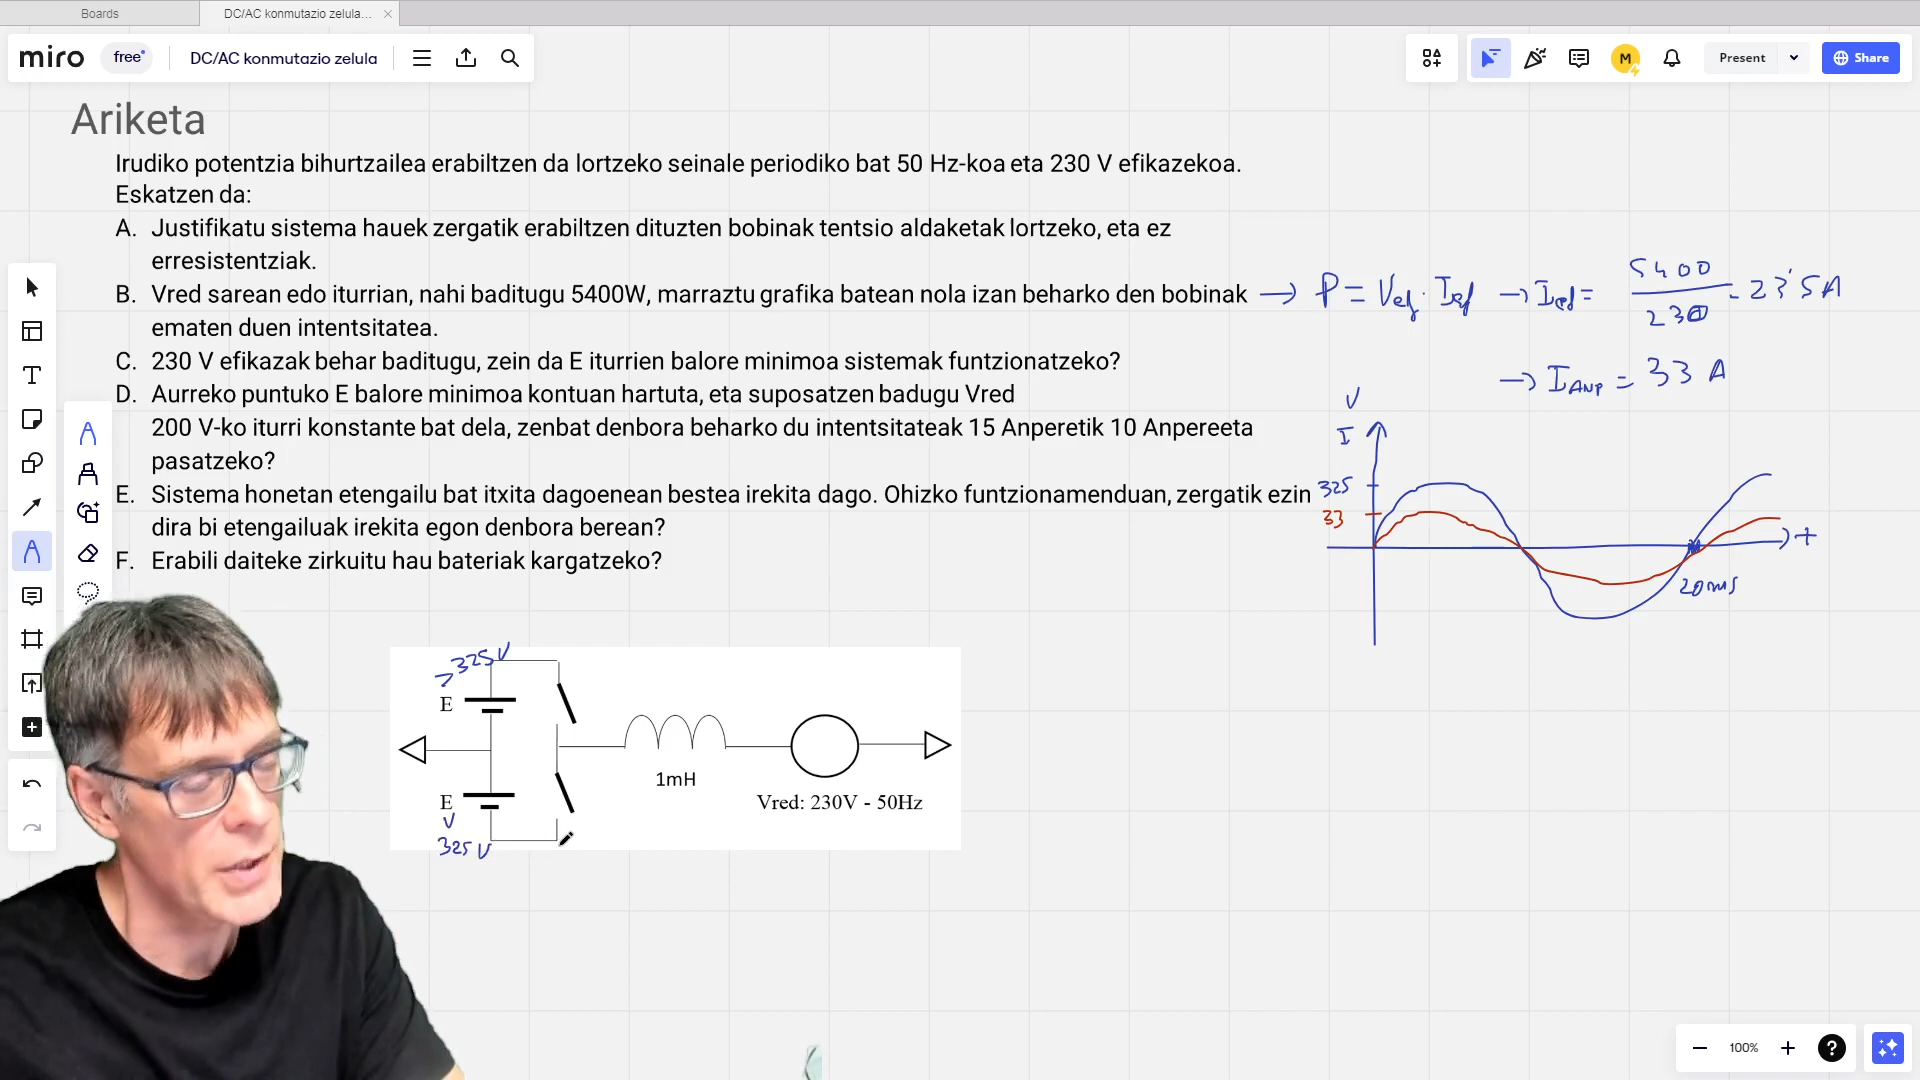 Boards
DC/AC konmutazio zelula...
miro
free
DC/AC konmutazio zelula
Present
Share
M
Ariketa
Irudiko potentzia bihurtzailea erabiltzen da lortzeko seinale periodiko bat 50 Hz-koa eta 230 V efikazekoa.
Eskatzen da:
A. Justifikatu sistema hauek zergatik erabiltzen dituzten bobinak tentsio aldaketak lortzeko, eta ez
erresistentziak.
B. Vred sarean edo iturrian, nahi baditugu 5400W, marraztu grafika batean nola izan beharko den bobinak
ematen duen intentsitatea.
C. 230 V efikazak behar baditugu, zein da E iturrien balore minimoa sistemak funtzionatzeko?
D. Aurreko puntuko E balore minimoa kontuan hartuta, eta suposatzen badugu Vred
200 V-ko iturri konstante bat dela, zenbat denbora beharko du intentsitateak 15 Anperetik 10 Anpereeta
pasatzeko?
E. Sistema honetan etengailu bat itxita dagoenean bestea irekita dago. Ohizko funtzionamenduan, zergatik ezin
dira bi etengailuak irekita egon denbora berean?
F. Erabili daiteke zirkuitu hau bateriak kargatzeko?
→ P = Vef · Ief → Ief = 5400 / 230 = 23'5 A
→ I ANP = 33 A
V
I
325
33
t
20ms
> 325 V
E
1mH
E
Vred: 230V - 50Hz
V
325 V
100%
?